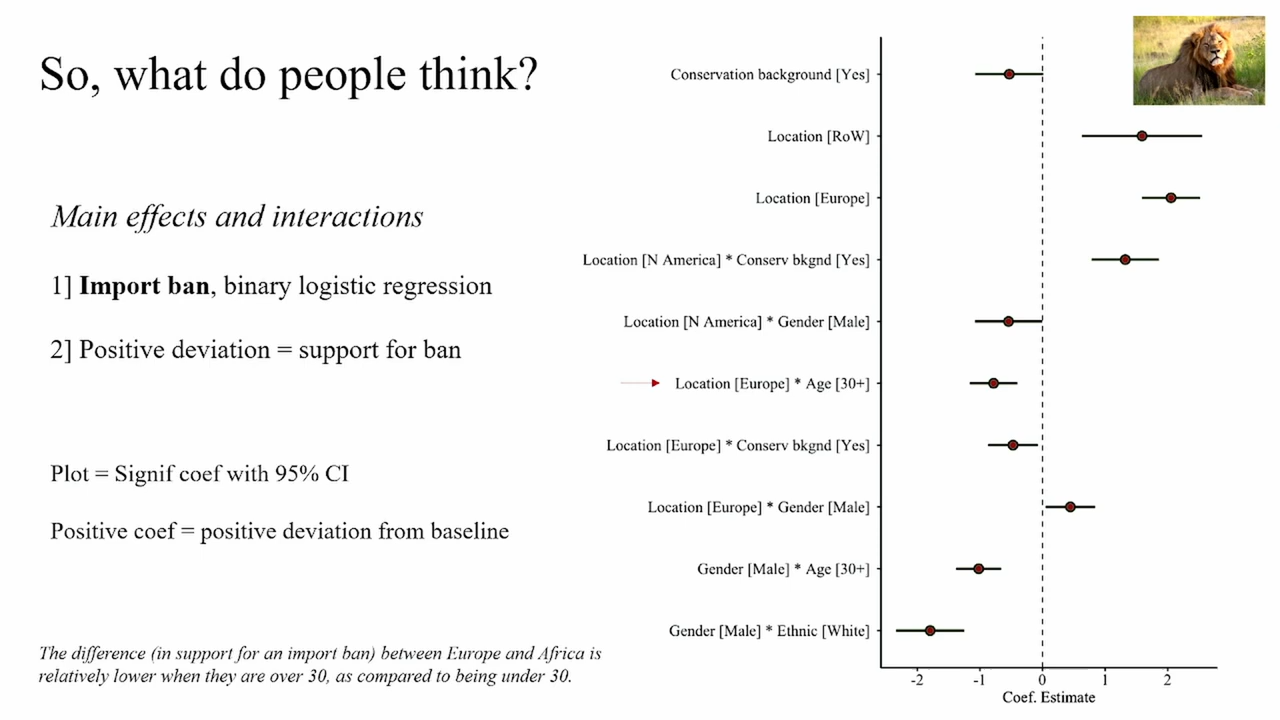 So, what do people think?
Main effects and interactions
1] Import ban, binary logistic regression
2] Positive deviation = support for ban
Plot = Signif coef with 95% CI
Positive coef = positive deviation from baseline
The difference (in support for an import ban) between Europe and Africa is
relatively lower when they are over 30, as compared to being under 30.
Conservation background [Yes]
Location [RoW]
Location [Europe]
Location [N America] * Conserv bkgnd [Yes]
Location [N America] * Gender [Male]
Location [Europe] * Age [30+]
Location [Europe] * Conserv bkgnd [Yes]
Location [Europe] * Gender [Male]
Gender [Male] * Age [30+]
Gender [Male] * Ethnic [White]
-2 -1 0 1 2
Coef. Estimate